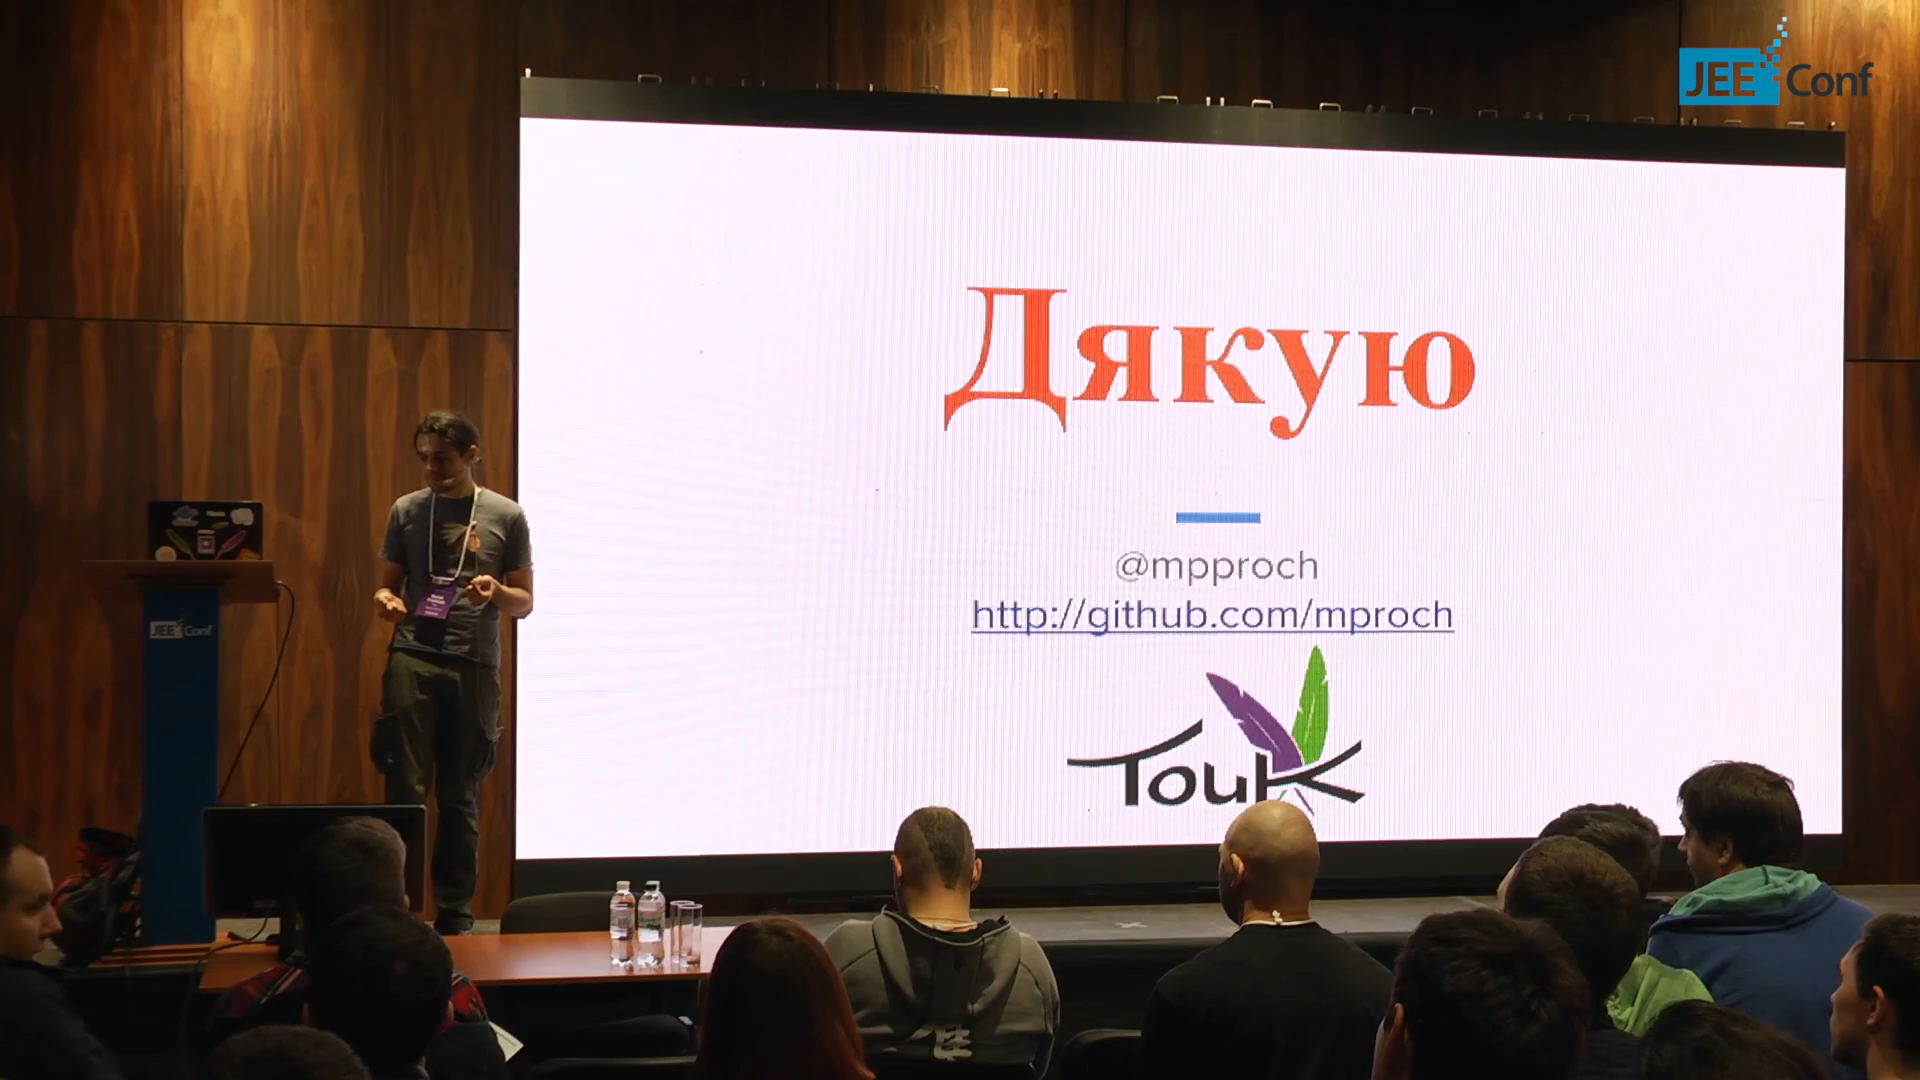 JEE Conf
Дякую
@mpproch
http://github.com/mproch
TouK
JEE Conf